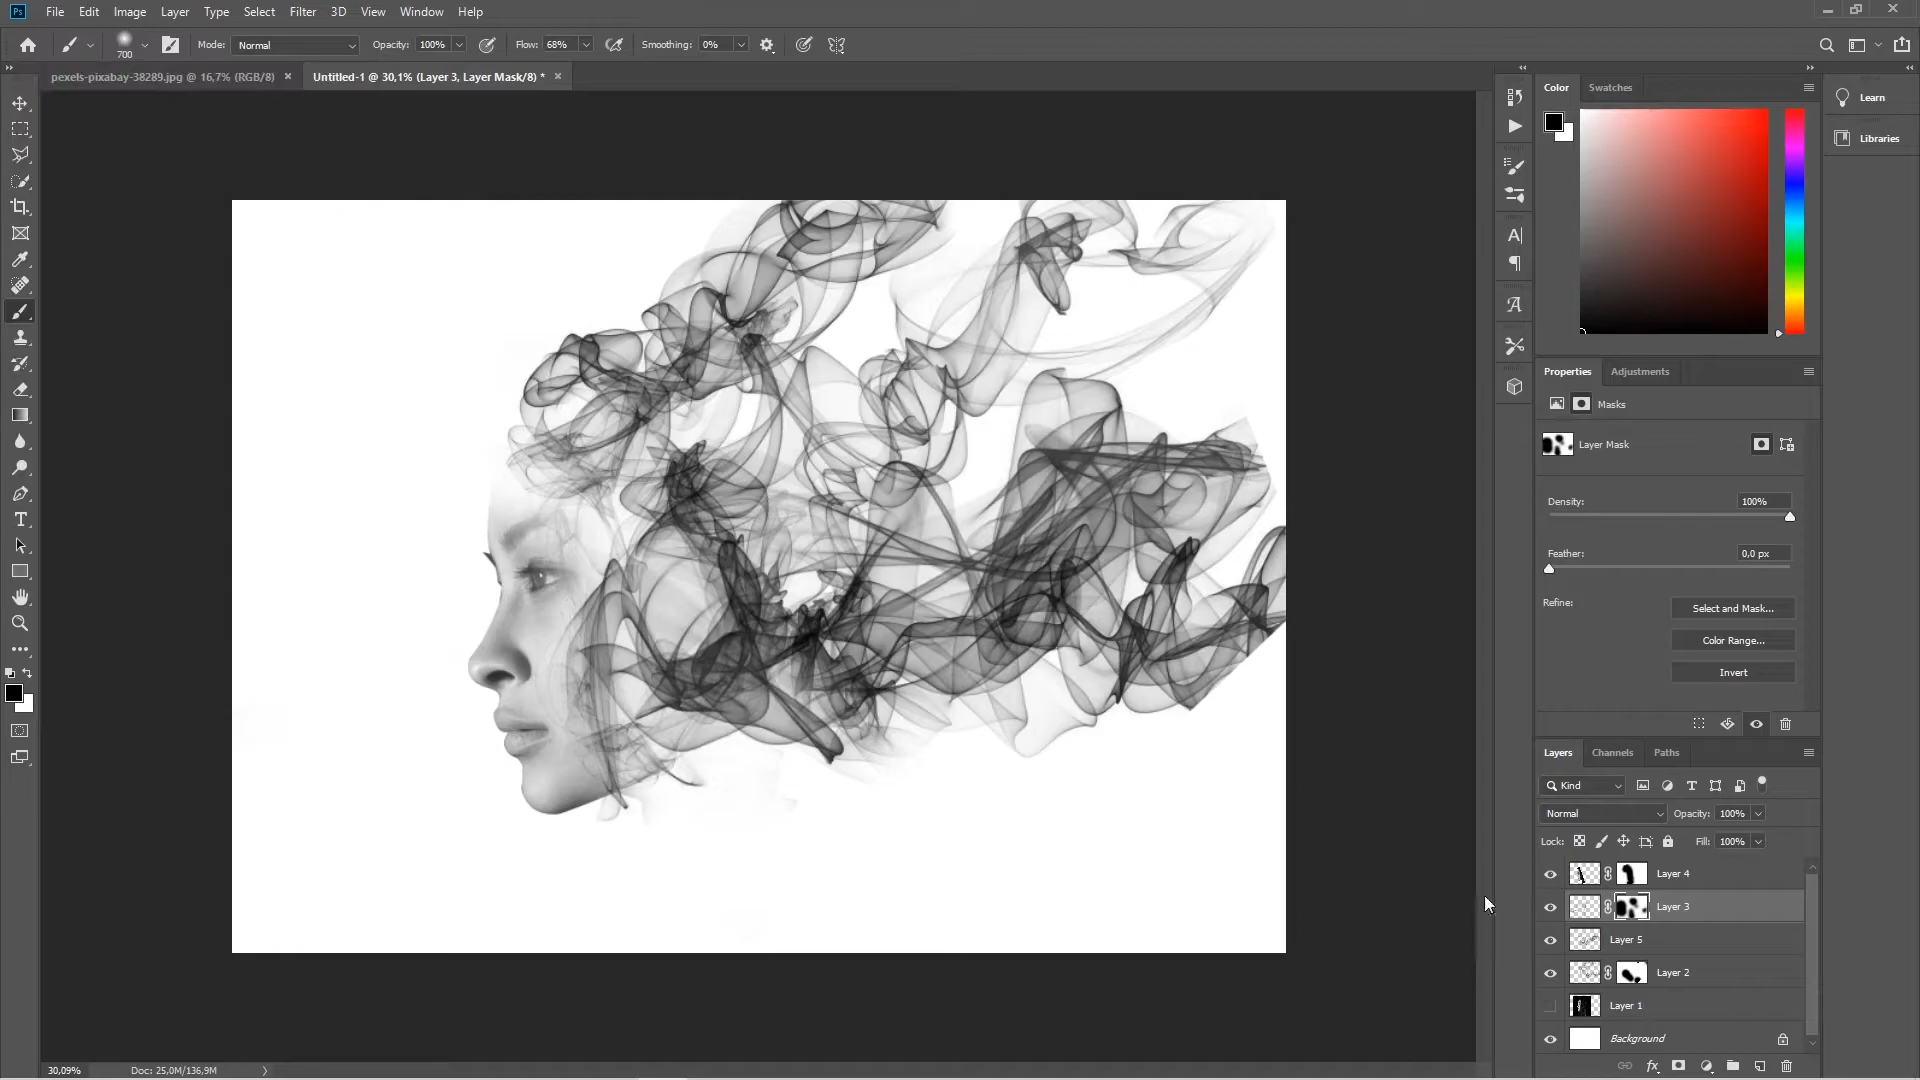 Ps File Edit Image Layer Type Select Filter 3D View Window Help
700 Mode: Normal Opacity: 100% Flow: 68% Smoothing: 0%
pexels-pixabay-38289.jpg @ 16,7% (RGB/8) × Untitled-1 @ 30,1% (Layer 3, Layer Mask/8) * ×
Color Swatches
Learn
Libraries
Properties Adjustments
Masks
Layer Mask
Density: 100%
Feather: 0,0 px
Refine: Select and Mask...
Color Range...
Invert
Layers Channels Paths
Kind
Normal Opacity: 100%
Lock: Fill: 100%
Layer 4
Layer 3
Layer 5
Layer 2
Layer 1
Background
30,09% Doc: 25,0M/136,9M